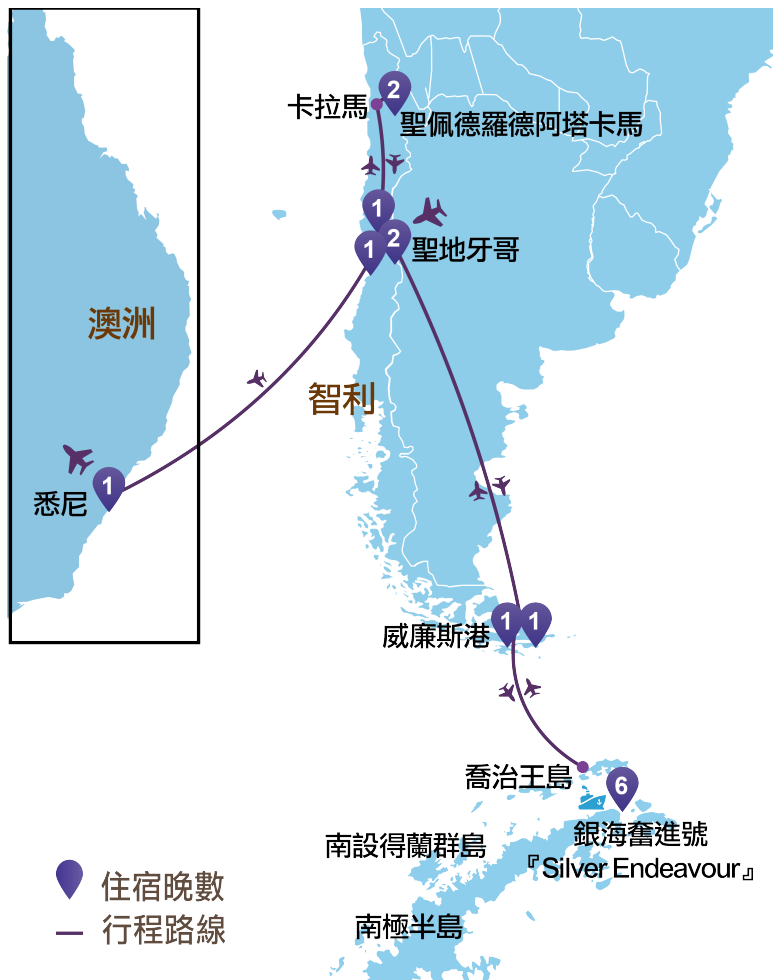 2
卡拉馬
聖佩德羅德阿塔卡馬
1
1
2
聖地牙哥
澳洲
智利
1
悉尼
1
1
威廉斯港
喬治王島
6
銀海奮進號
『Silver Endeavour』
南設得蘭群島
南極半島
住宿晚數
行程路線